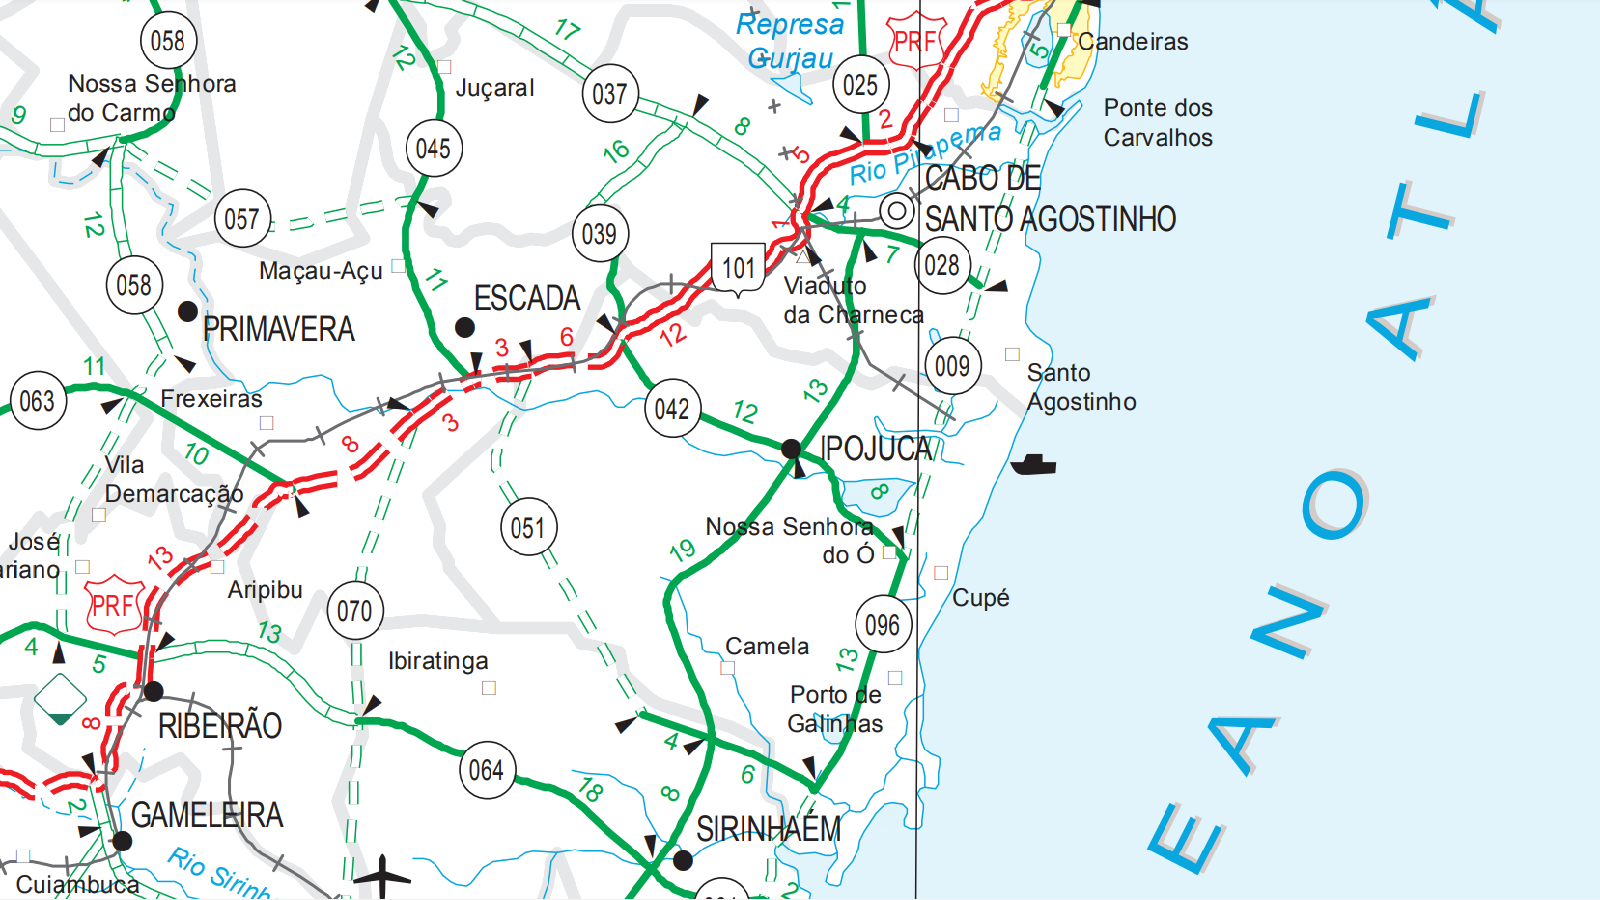 058
17
Represa
Gurjau
PRF
Candeiras
5
12
Nossa Senhora
do Carmo
Juçaral
037
025
9
8
2
Ponte dos
Carvalhos
045
16
5
Rio Pirapema
CABO DE
SANTO AGOSTINHO
12
057
039
1
4
7
028
Maçau-Açu
11
101
058
ESCADA
Viaduto
da Charneca
PRIMAVERA
3
6
12
009
Santo
Agostinho
11
063
Frexeiras
042
12
13
3
8
10
IPOJUCA
Vila
Demarcação
8
051
Nossa Senhora
do Ó
José
ariano
13
19
Aripibu
PRF
070
Cupé
096
4
5
13
Ibiratinga
Camela
13
Porto de
Galinhas
8
RIBEIRÃO
4
6
064
18
8
2
GAMELEIRA
SIRINHAÉM
Rio Sirinh
Cuiambuca
2
EANO ATLA